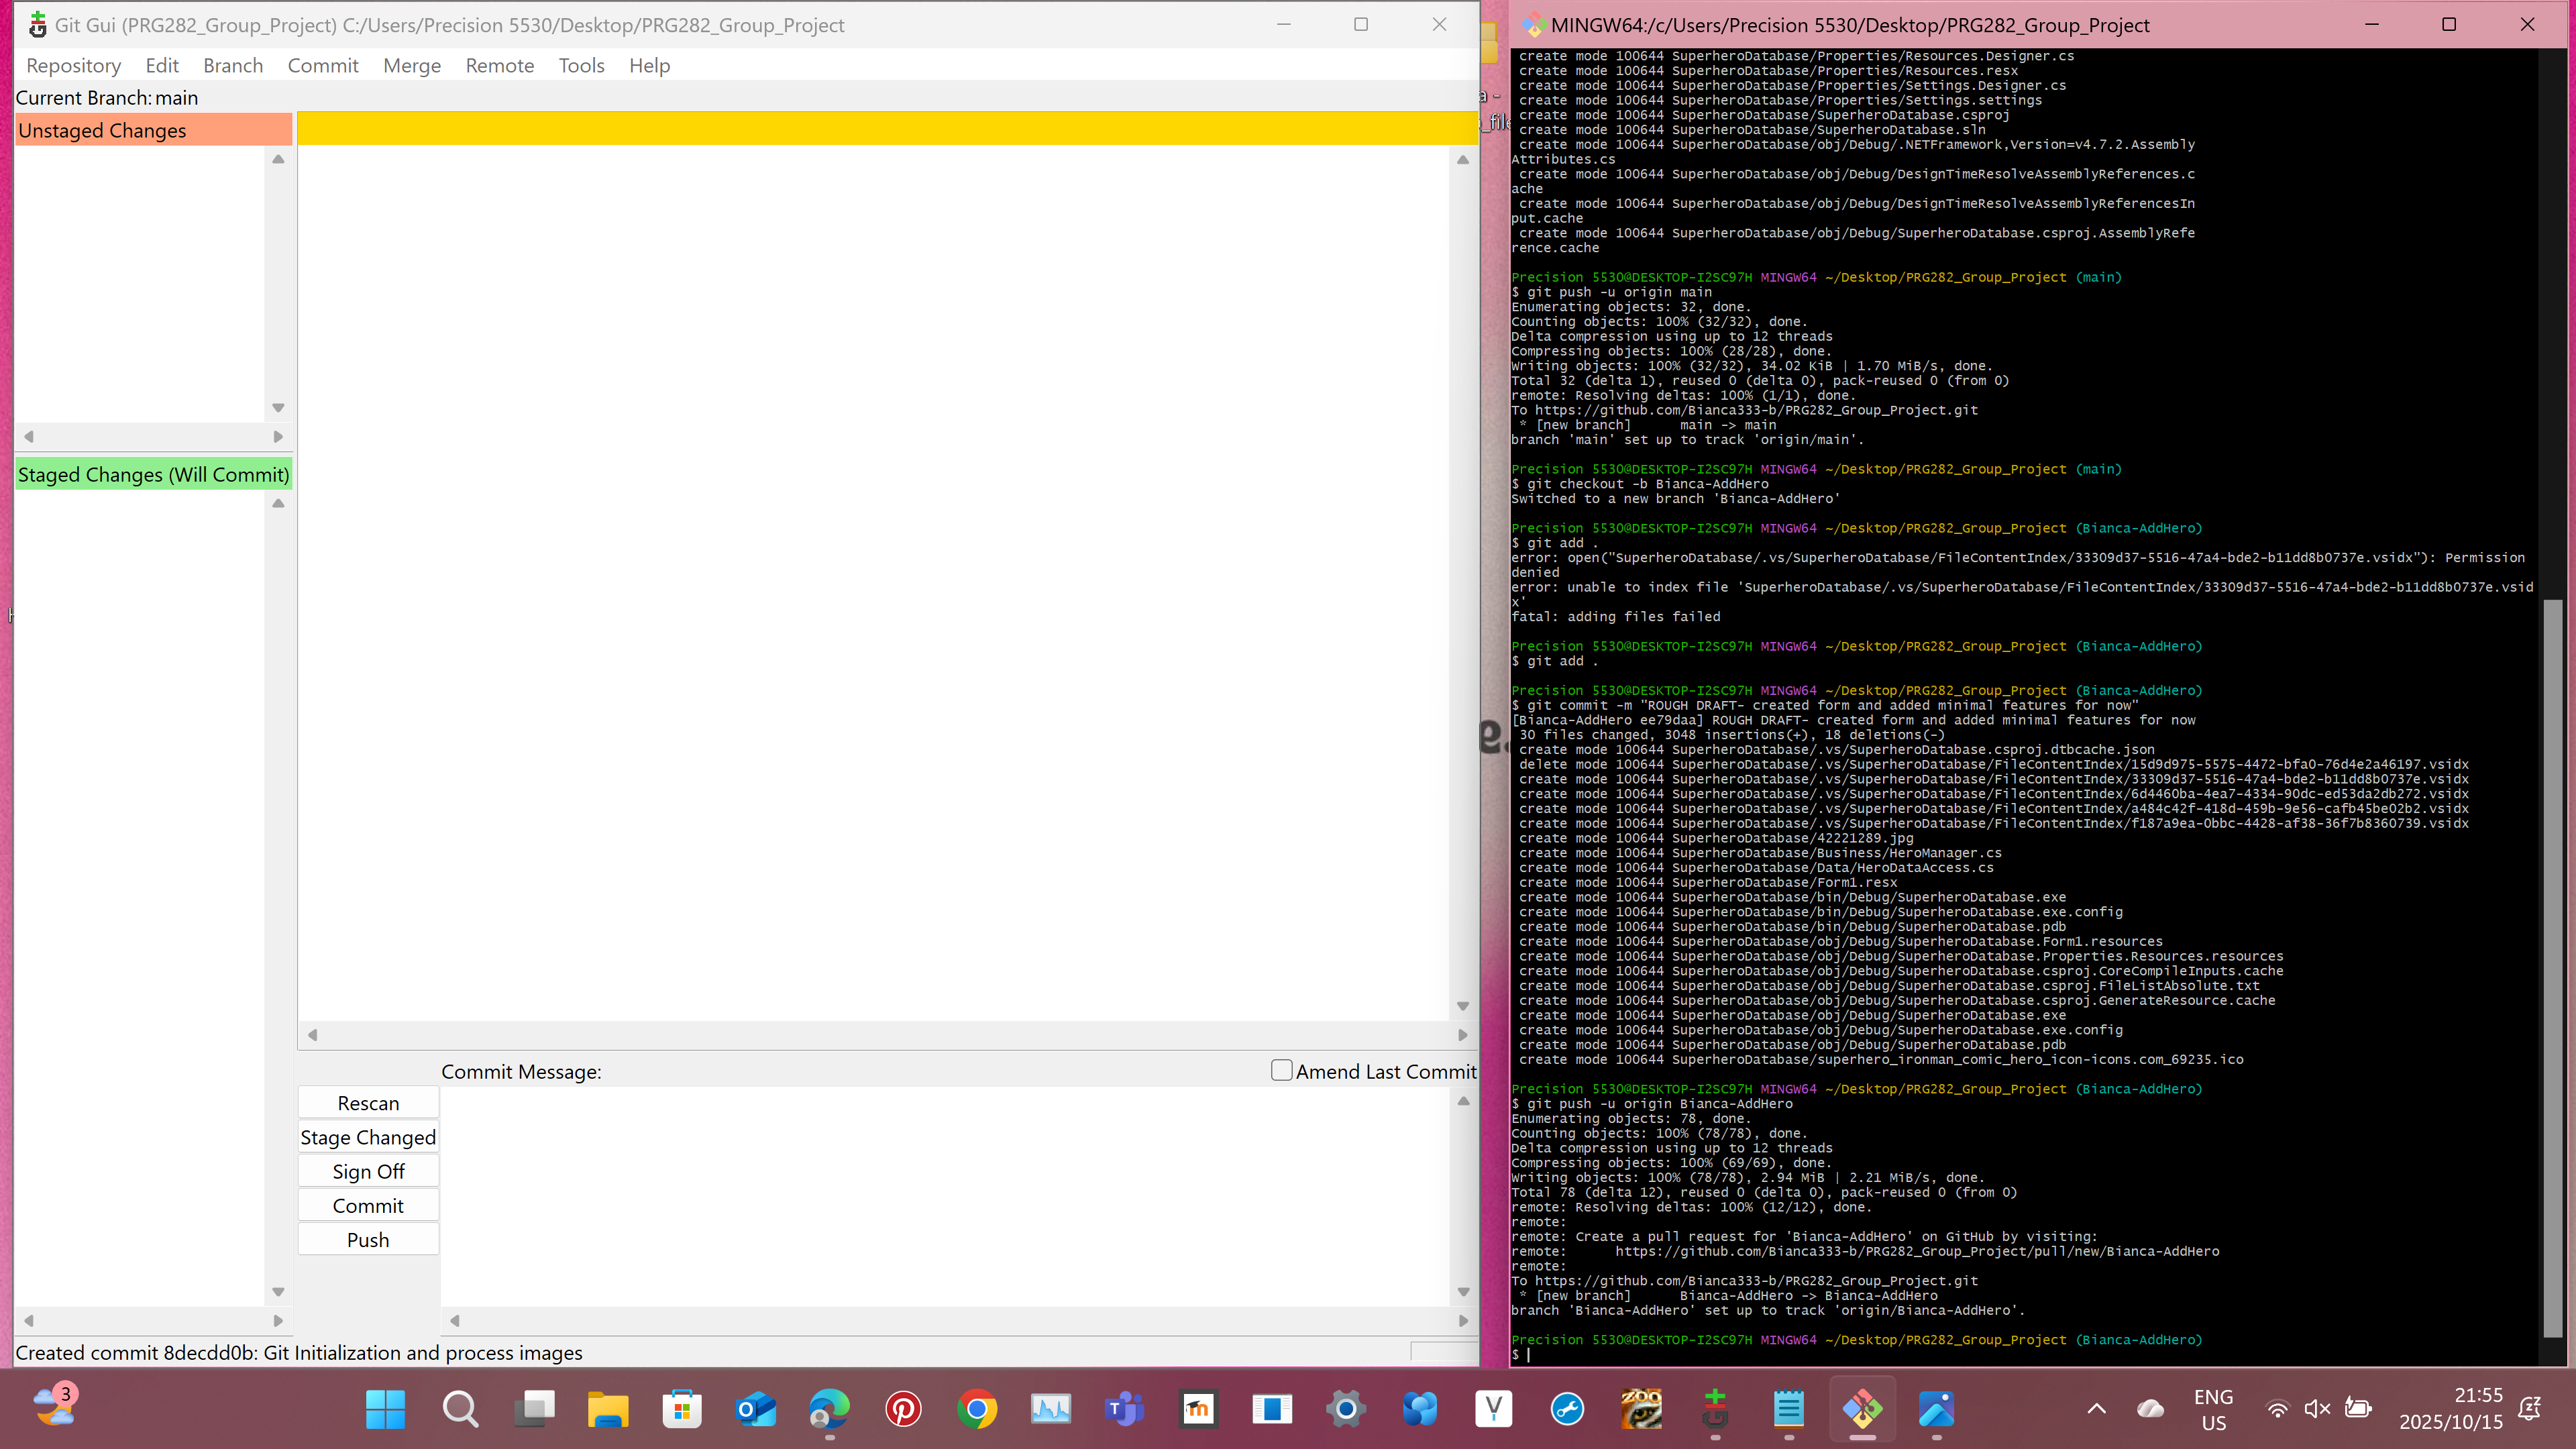 Git Gui (PRG282_Group_Project) C:/Users/Precision 5530/Desktop/PRG282_Group_Project
Repository Edit Branch Commit Merge Remote Tools Help
Current Branch: main
Unstaged Changes
Staged Changes (Will Commit)
Commit Message:
Amend Last Commit
Rescan
Stage Changed
Sign Off
Commit
Push
Created commit 8decdd0b: Git Initialization and process images
a -
_file
MINGW64:/c/Users/Precision 5530/Desktop/PRG282_Group_Project
create mode 100644 SuperheroDatabase/Properties/Resources.Designer.cs
create mode 100644 SuperheroDatabase/Properties/Resources.resx
create mode 100644 SuperheroDatabase/Properties/Settings.Designer.cs
create mode 100644 SuperheroDatabase/Properties/Settings.settings
create mode 100644 SuperheroDatabase/SuperheroDatabase.csproj
create mode 100644 SuperheroDatabase/SuperheroDatabase.sln
create mode 100644 SuperheroDatabase/obj/Debug/.NETFramework,Version=v4.7.2.Assembly
Attributes.cs
create mode 100644 SuperheroDatabase/obj/Debug/DesignTimeResolveAssemblyReferences.c
ache
create mode 100644 SuperheroDatabase/obj/Debug/DesignTimeResolveAssemblyReferencesIn
put.cache
create mode 100644 SuperheroDatabase/obj/Debug/SuperheroDatabase.csproj.AssemblyRefe
rence.cache
Precision 5530@DESKTOP-I2SC97H MINGW64 ~/Desktop/PRG282_Group_Project (main)
$ git push -u origin main
Enumerating objects: 32, done.
Counting objects: 100% (32/32), done.
Delta compression using up to 12 threads
Compressing objects: 100% (28/28), done.
Writing objects: 100% (32/32), 34.02 KiB | 1.70 MiB/s, done.
Total 32 (delta 1), reused 0 (delta 0), pack-reused 0 (from 0)
remote: Resolving deltas: 100% (1/1), done.
To https://github.com/Bianca333-b/PRG282_Group_Project.git
* [new branch]      main -> main
branch 'main' set up to track 'origin/main'.
Precision 5530@DESKTOP-I2SC97H MINGW64 ~/Desktop/PRG282_Group_Project (main)
$ git checkout -b Bianca-AddHero
Switched to a new branch 'Bianca-AddHero'
Precision 5530@DESKTOP-I2SC97H MINGW64 ~/Desktop/PRG282_Group_Project (Bianca-AddHero)
$ git add .
error: open("SuperheroDatabase/.vs/SuperheroDatabase/FileContentIndex/33309d37-5516-47a4-bde2-b11dd8b0737e.vsidx"): Permission
denied
error: unable to index file 'SuperheroDatabase/.vs/SuperheroDatabase/FileContentIndex/33309d37-5516-47a4-bde2-b11dd8b0737e.vsid
x'
fatal: adding files failed
Precision 5530@DESKTOP-I2SC97H MINGW64 ~/Desktop/PRG282_Group_Project (Bianca-AddHero)
$ git add .
Precision 5530@DESKTOP-I2SC97H MINGW64 ~/Desktop/PRG282_Group_Project (Bianca-AddHero)
$ git commit -m "ROUGH DRAFT- created form and added minimal features for now"
[Bianca-AddHero ee79daa] ROUGH DRAFT- created form and added minimal features for now
30 files changed, 3048 insertions(+), 18 deletions(-)
create mode 100644 SuperheroDatabase/.vs/SuperheroDatabase.csproj.dtbcache.json
delete mode 100644 SuperheroDatabase/.vs/SuperheroDatabase/FileContentIndex/15d9d975-5575-4472-bfa0-76d4e2a46197.vsidx
create mode 100644 SuperheroDatabase/.vs/SuperheroDatabase/FileContentIndex/33309d37-5516-47a4-bde2-b11dd8b0737e.vsidx
create mode 100644 SuperheroDatabase/.vs/SuperheroDatabase/FileContentIndex/6d4460ba-4ea7-4334-90dc-ed53da2db272.vsidx
create mode 100644 SuperheroDatabase/.vs/SuperheroDatabase/FileContentIndex/a484c42f-418d-459b-9e56-cafb45be02b2.vsidx
create mode 100644 SuperheroDatabase/.vs/SuperheroDatabase/FileContentIndex/f187a9ea-0bbc-4428-af38-36f7b8360739.vsidx
create mode 100644 SuperheroDatabase/42221289.jpg
create mode 100644 SuperheroDatabase/Business/HeroManager.cs
create mode 100644 SuperheroDatabase/Data/HeroDataAccess.cs
create mode 100644 SuperheroDatabase/Form1.resx
create mode 100644 SuperheroDatabase/bin/Debug/SuperheroDatabase.exe
create mode 100644 SuperheroDatabase/bin/Debug/SuperheroDatabase.exe.config
create mode 100644 SuperheroDatabase/bin/Debug/SuperheroDatabase.pdb
create mode 100644 SuperheroDatabase/obj/Debug/SuperheroDatabase.Form1.resources
create mode 100644 SuperheroDatabase/obj/Debug/SuperheroDatabase.Properties.Resources.resources
create mode 100644 SuperheroDatabase/obj/Debug/SuperheroDatabase.csproj.CoreCompileInputs.cache
create mode 100644 SuperheroDatabase/obj/Debug/SuperheroDatabase.csproj.FileListAbsolute.txt
create mode 100644 SuperheroDatabase/obj/Debug/SuperheroDatabase.csproj.GenerateResource.cache
create mode 100644 SuperheroDatabase/obj/Debug/SuperheroDatabase.exe
create mode 100644 SuperheroDatabase/obj/Debug/SuperheroDatabase.exe.config
create mode 100644 SuperheroDatabase/obj/Debug/SuperheroDatabase.pdb
create mode 100644 SuperheroDatabase/superhero_ironman_comic_hero_icon-icons.com_69235.ico
Precision 5530@DESKTOP-I2SC97H MINGW64 ~/Desktop/PRG282_Group_Project (Bianca-AddHero)
$ git push -u origin Bianca-AddHero
Enumerating objects: 78, done.
Counting objects: 100% (78/78), done.
Delta compression using up to 12 threads
Compressing objects: 100% (69/69), done.
Writing objects: 100% (78/78), 2.94 MiB | 2.21 MiB/s, done.
Total 78 (delta 12), reused 0 (delta 0), pack-reused 0 (from 0)
remote: Resolving deltas: 100% (12/12), done.
remote:
remote: Create a pull request for 'Bianca-AddHero' on GitHub by visiting:
remote:      https://github.com/Bianca333-b/PRG282_Group_Project/pull/new/Bianca-AddHero
remote:
To https://github.com/Bianca333-b/PRG282_Group_Project.git
* [new branch]      Bianca-AddHero -> Bianca-AddHero
branch 'Bianca-AddHero' set up to track 'origin/Bianca-AddHero'.
Precision 5530@DESKTOP-I2SC97H MINGW64 ~/Desktop/PRG282_Group_Project (Bianca-AddHero)
$
3
ZOO
ENG
US
21:55
2025/10/15